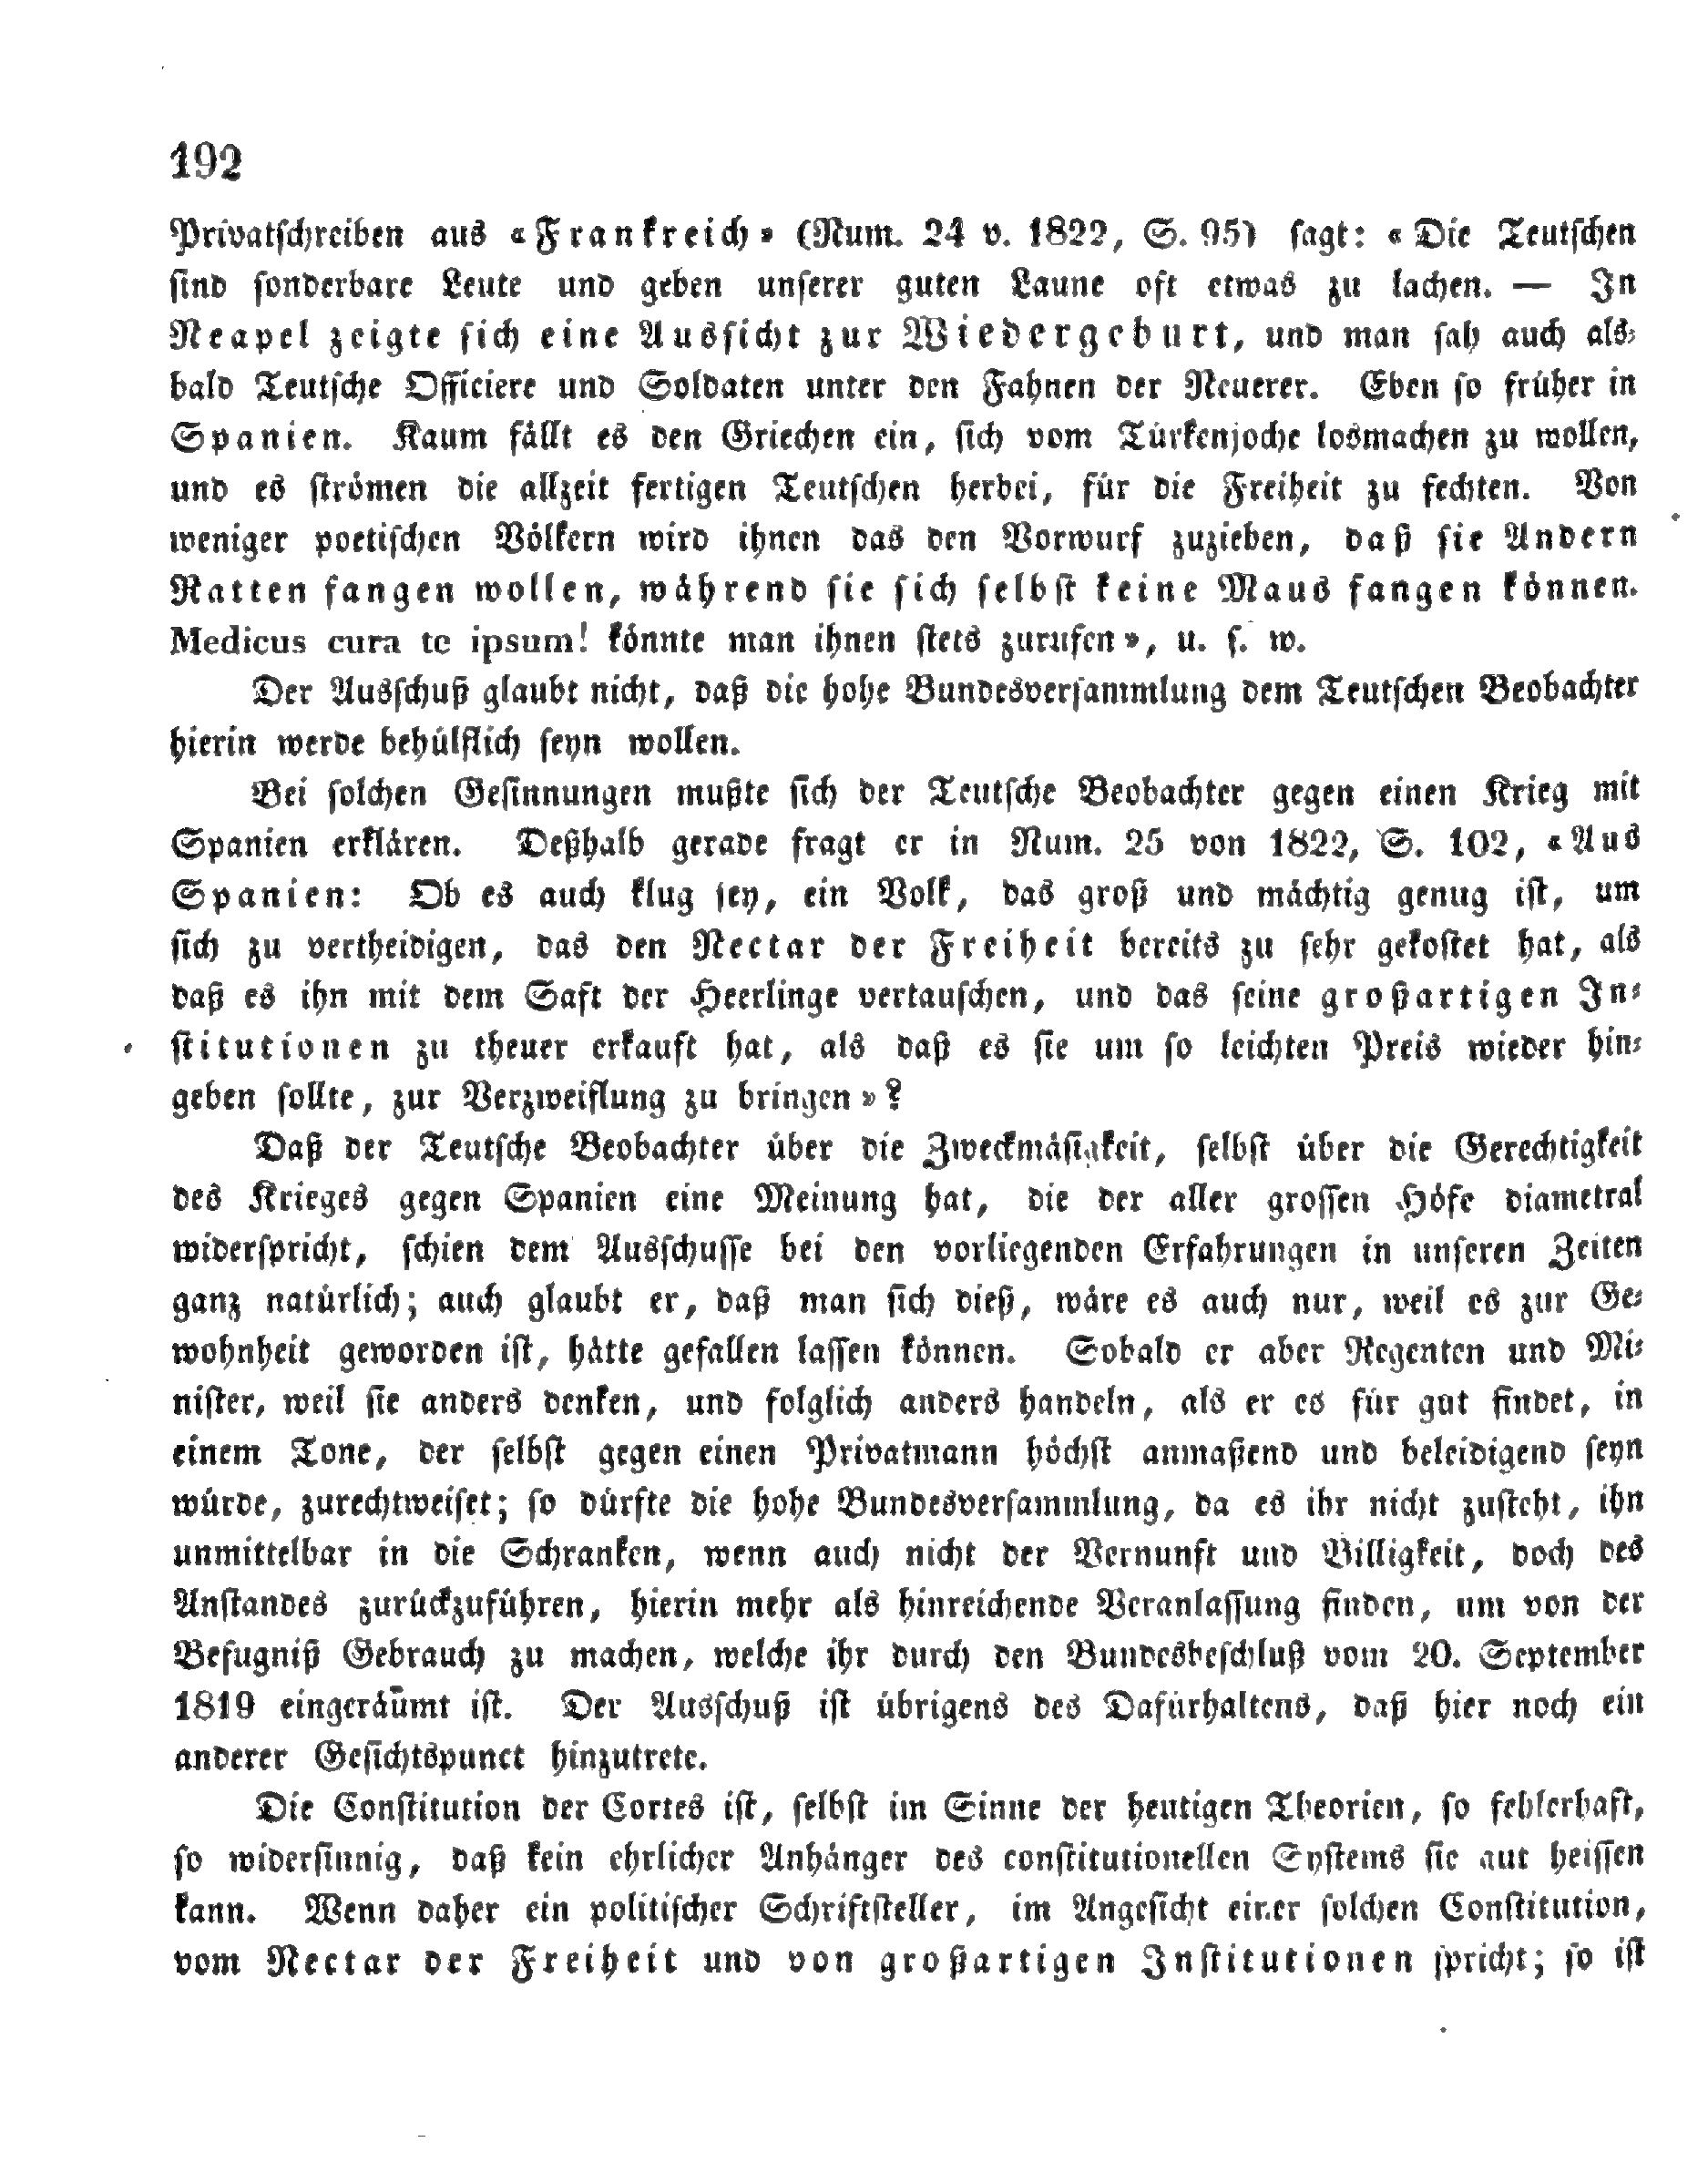 192
Privatschreiben aus «Frankreich» (Num. 24 v. 1822, S. 95) sagt: «Die Teutschen
sind sonderbare Leute und geben unserer guten Laune oft etwas zu lachen. — In
Neapel zeigte sich eine Aussicht zur Wiedergeburt, und man sah auch als-
bald Teutsche Officiere und Soldaten unter den Fahnen der Neuerer. Eben so früher in
Spanien. Kaum fällt es den Griechen ein, sich vom Türkenjoche losmachen zu wollen,
und es strömen die allzeit fertigen Teutschen herbei, für die Freiheit zu fechten. Von
weniger poetischen Völkern wird ihnen das den Vorwurf zuziehen, daß sie Andern
Ratten fangen wollen, während sie sich selbst keine Maus fangen können.
Medicus cura te ipsum! könnte man ihnen stets zurufen», u. s. w.
Der Ausschuß glaubt nicht, daß die hohe Bundesversammlung dem Teutschen Beobachter
hierin werde behülflich seyn wollen.
Bei solchen Gesinnungen mußte sich der Teutsche Beobachter gegen einen Krieg mit
Spanien erklären. Deßhalb gerade fragt er in Num. 25 von 1822, S. 102, «Aus
Spanien: Ob es auch klug sey, ein Volk, das groß und mächtig genug ist, um
sich zu vertheidigen, das den Nectar der Freiheit bereits zu sehr gekostet hat, als
daß es ihn mit dem Saft der Heerlinge vertauschen, und das seine großartigen In-
stitutionen zu theuer erkauft hat, als daß es sie um so leichten Preis wieder hin-
geben sollte, zur Verzweiflung zu bringen»?
Daß der Teutsche Beobachter über die Zweckmäsigkeit, selbst über die Gerechtigkeit
des Krieges gegen Spanien eine Meinung hat, die der aller grossen Höfe diametral
widerspricht, schien dem Ausschusse bei den vorliegenden Erfahrungen in unseren Zeiten
ganz natürlich; auch glaubt er, daß man sich dieß, wäre es auch nur, weil es zur Ge-
wohnheit geworden ist, hätte gefallen lassen können. Sobald er aber Regenten und Mi-
nister, weil sie anders denken, und folglich anders handeln, als er es für gut findet, in
einem Tone, der selbst gegen einen Privatmann höchst anmaßend und beleidigend seyn
würde, zurechtweiset; so dürfte die hohe Bundesversammlung, da es ihr nicht zusteht, ihn
unmittelbar in die Schranken, wenn auch nicht der Vernunft und Billigkeit, doch des
Anstandes zurückzuführen, hierin mehr als hinreichende Veranlassung finden, um von der
Befugniß Gebrauch zu machen, welche ihr durch den Bundesbeschluß vom 20. September
1819 eingeräumt ist. Der Ausschuß ist übrigens des Dafürhaltens, daß hier noch ein
anderer Gesichtspunct hinzutrete.
Die Constitution der Cortes ist, selbst im Sinne der heutigen Theorien, so fehlerhaft,
so widersinnig, daß kein ehrlicher Anhänger des constitutionellen Systems sie gut heissen
kann. Wenn daher ein politischer Schriftsteller, im Angesicht einer solchen Constitution,
vom Nectar der Freiheit und von großartigen Institutionen spricht; so ist